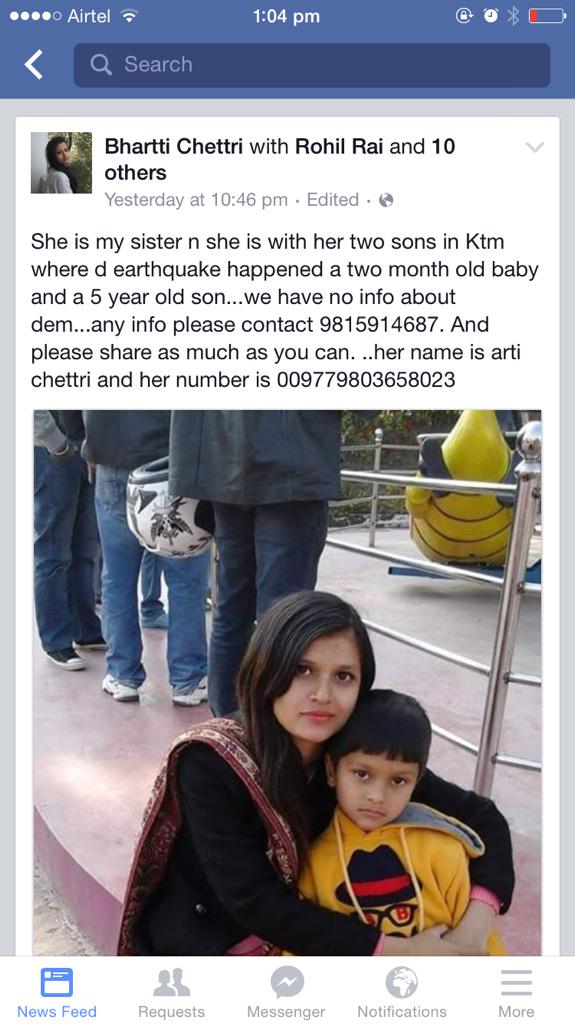 Airtel 1:04 pm
Search
Bhartti Chettri with Rohil Rai and 10
others
Yesterday at 10:46 pm · Edited ·
She is my sister n she is with her two sons in Ktm
where d earthquake happened a two month old baby
and a 5 year old son...we have no info about
dem...any info please contact 9815914687. And
please share as much as you can. ..her name is arti
chettri and her number is 009779803658023
B
News Feed Requests Messenger Notifications More